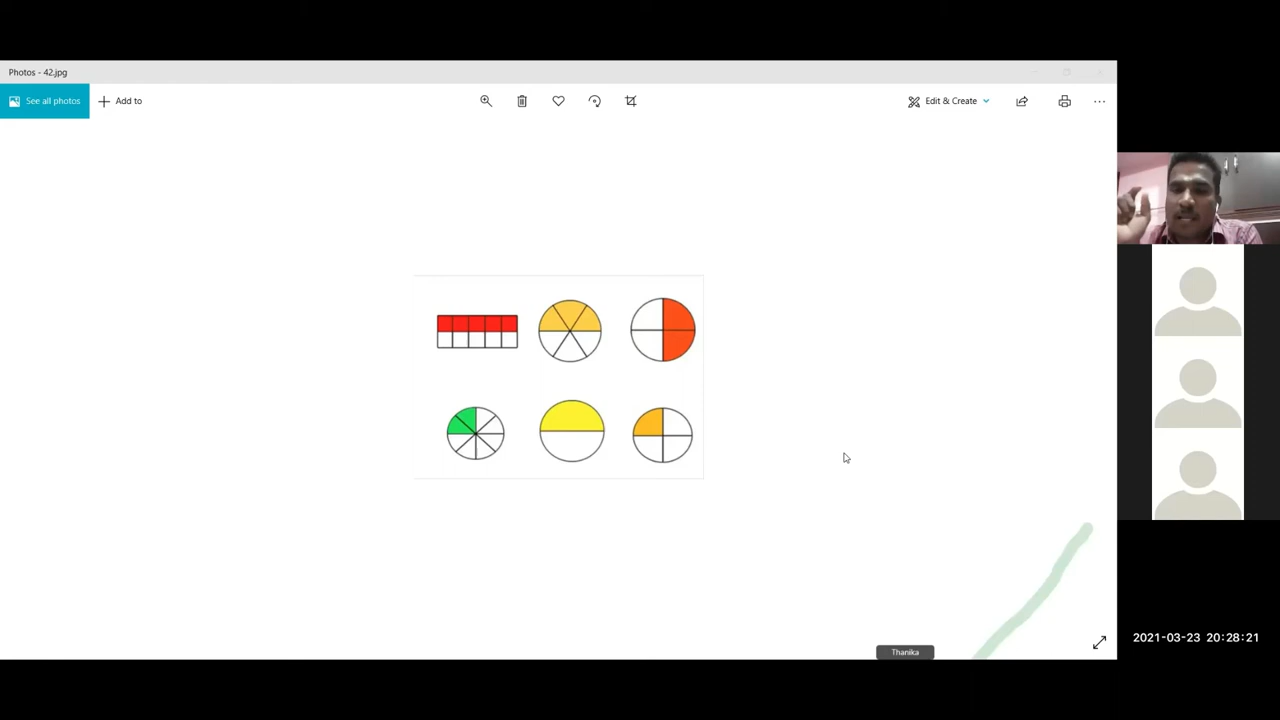 Photos - 42.jpg
See all photos
Add to
Edit & Create
Thanika
2021-03-23 20:28:21